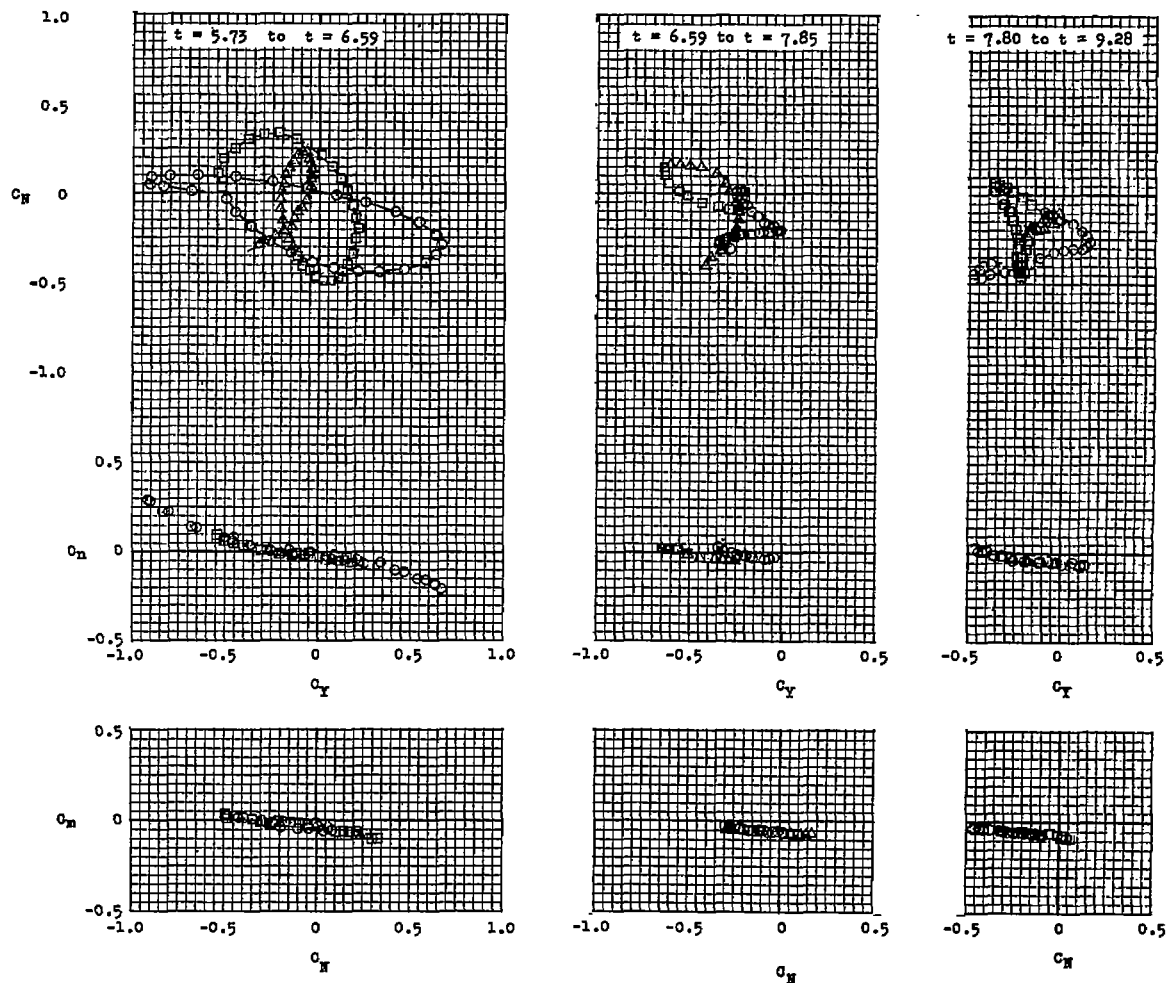 t = 5.73 to t = 6.59
t = 6.59 to t = 7.85
t = 7.80 to t = 9.28
1.0
0.5
C_N
0
-0.5
-1.0
0.5
C_n
0
-0.5
-1.0 -0.5 0 0.5 1.0
-1.0 -0.5 0 0.5
-0.5 0 0.5
C_Y
C_Y
C_Y
0.5
C_m
0
-0.5
-1.0 -0.5 0 0.5 1.0
-1.0 -0.5 0 0.5
-0.5 0 0.5
C_N
C_N
C_N